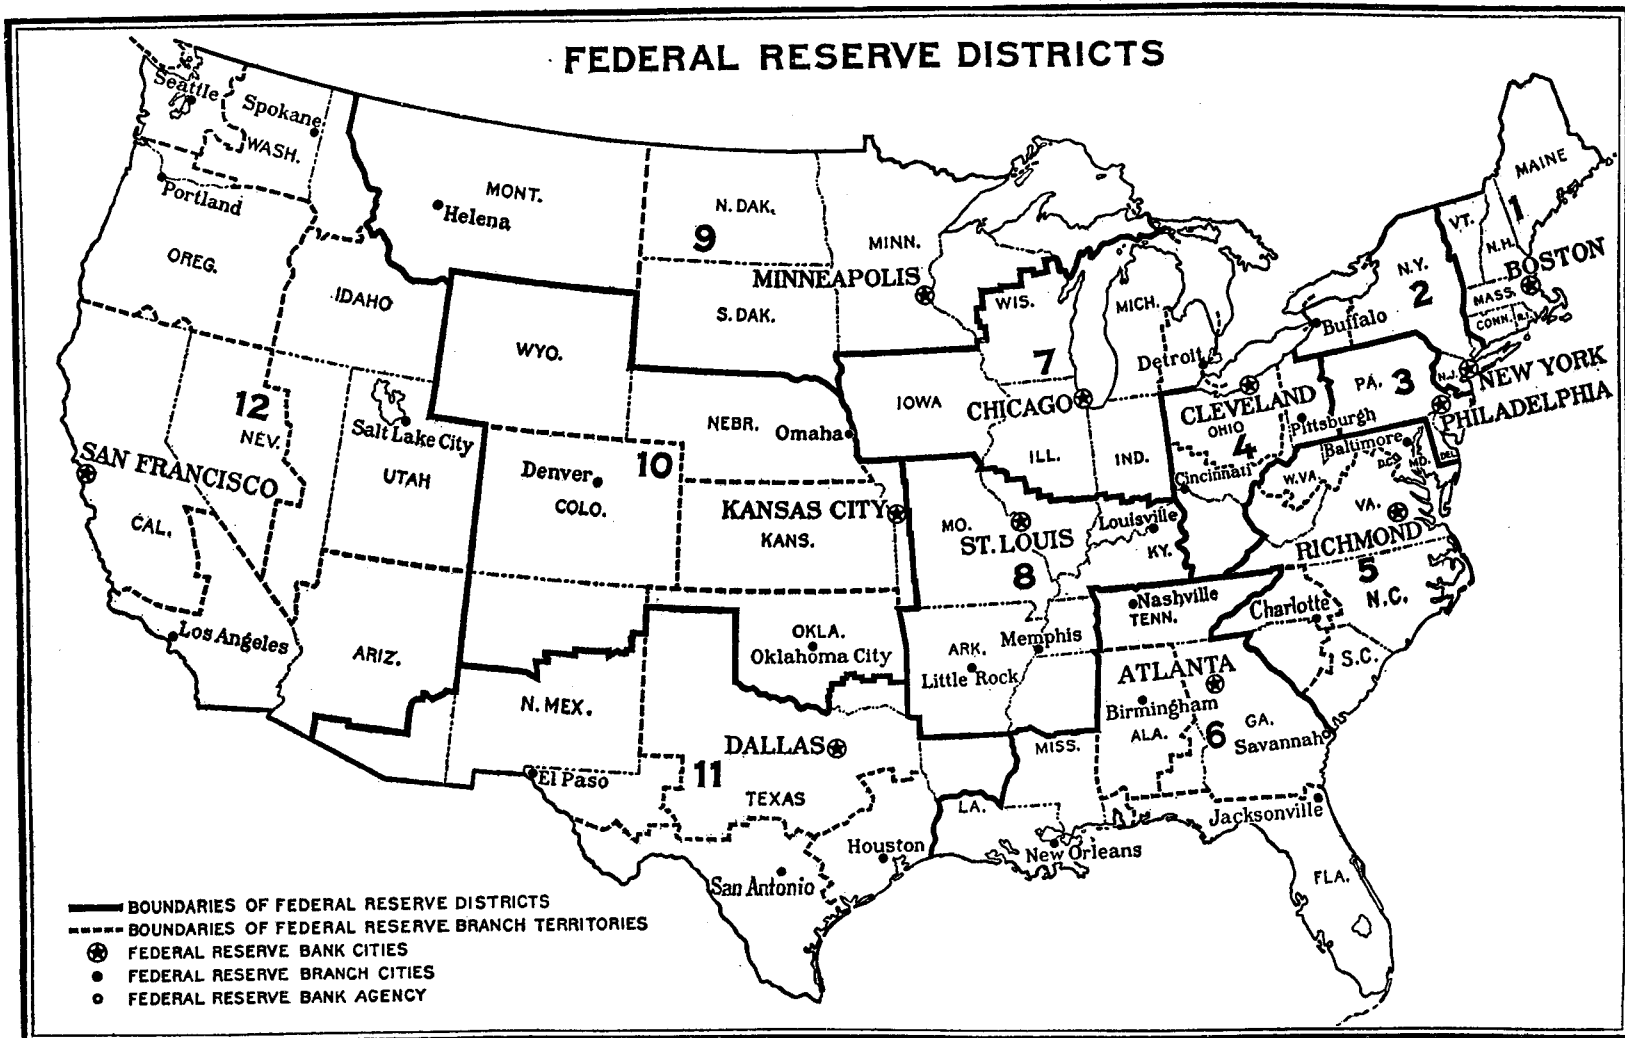 FEDERAL RESERVE DISTRICTS
Seattle
Spokane
WASH.
Portland
OREG.
IDAHO
MONT.
Helena
N. DAK.
9
S. DAK.
MINN.
MINNEAPOLIS
WIS.
MICH.
MAINE
VT.
1
N.H.
BOSTON
MASS.
CONN.
R.I.
N.Y.
2
Buffalo
WYO.
7
Detroit
IOWA
CHICAGO
CLEVELAND
OHIO
4
Pittsburgh
PA.
3
N.J.
NEW YORK
PHILADELPHIA
12
NEV.
Salt Lake City
UTAH
SAN FRANCISCO
CAL.
NEBR.
Omaha
10
Denver
COLO.
KANSAS CITY
KANS.
ILL.
IND.
Cincinnati
Baltimore
D.C.
MD.
DEL.
W.VA.
VA.
RICHMOND
5
MO.
ST. LOUIS
8
Louisville
KY.
Los Angeles
ARIZ.
N. MEX.
OKLA.
Oklahoma City
ARK.
Little Rock
Memphis
Nashville
TENN.
Charlotte
N.C.
S.C.
ATLANTA
Birmingham
ALA.
6
GA.
Savannah
DALLAS
11
El Paso
TEXAS
MISS.
LA.
Jacksonville
Houston
New Orleans
San Antonio
FLA.
BOUNDARIES OF FEDERAL RESERVE DISTRICTS
BOUNDARIES OF FEDERAL RESERVE BRANCH TERRITORIES
FEDERAL RESERVE BANK CITIES
FEDERAL RESERVE BRANCH CITIES
FEDERAL RESERVE BANK AGENCY